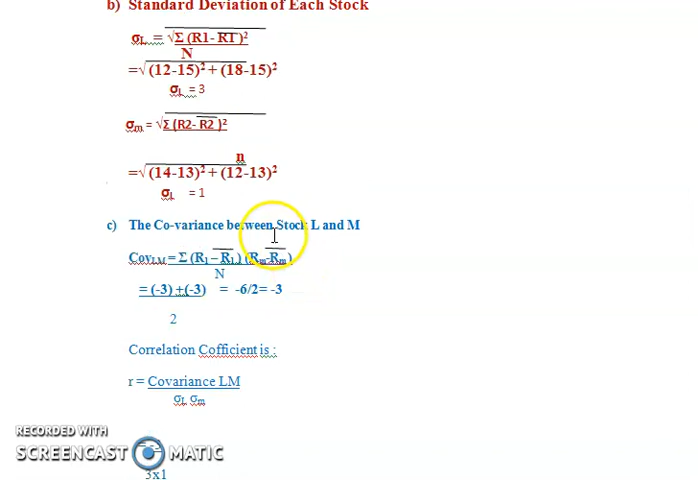 b) Standard Deviation of Each Stock
σL = √Σ (R1- R1)²
N
=√(12-15)² + (18-15)²
σL = 3
σm = √Σ (R2- R2 )²
n
=√(14-13)² + (12-13)²
σL = 1
c) The Co-variance between Stock L and M
CovLM = Σ (R1 – R1) (Rm-Rm)
N
= (-3) +(-3) = -6/2= -3
2
Correlation Cofficient is :
r = Covariance LM
σL σm
RECORDED WITH
SCREENCAST MATIC
3x1